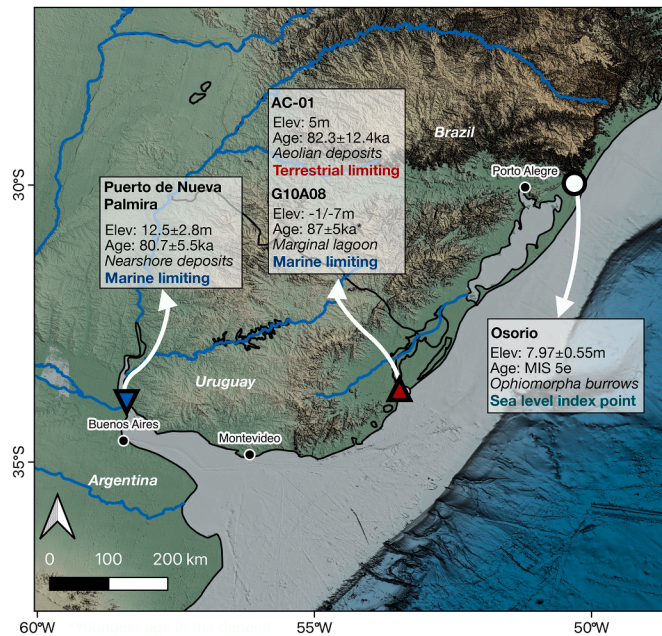 AC-01
Elev: 5m
Age: 82.3±12.4ka
Aeolian deposits
Terrestrial limiting
G10A08
Elev: -1/-7m
Age: 87±5ka*
Marginal lagoon
Marine limiting
Brazil
Porto Alegre
30°S
Puerto de Nueva
Palmira
Elev: 12.5±2.8m
Age: 80.7±5.5ka
Nearshore deposits
Marine limiting
Osorio
Elev: 7.97±0.55m
Age: MIS 5e
Ophiomorpha burrows
Sea level index point
Uruguay
Buenos Aires
Montevideo
35°S
Argentina
0 100 200 km
60°W 55°W 50°W